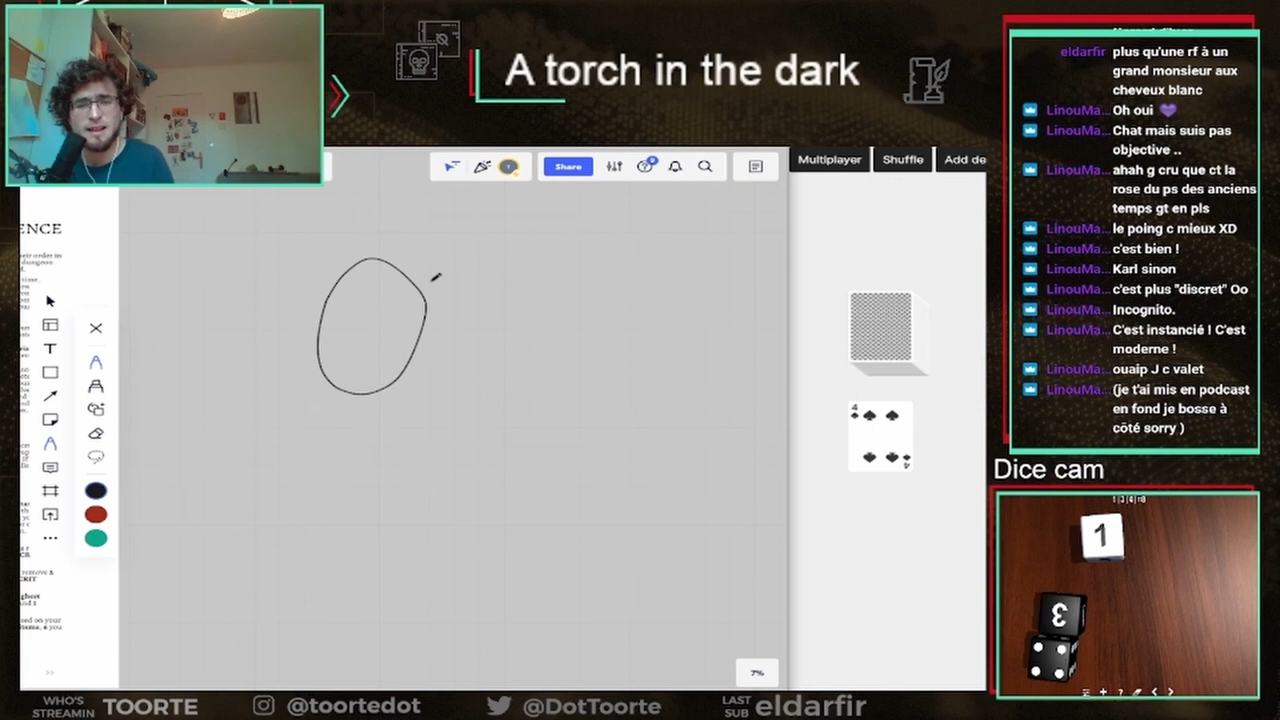 A torch in the dark
Share
Multiplayer
Shuffle
Add de
ENCE
7%
4
4
eldarfir plus qu'une rf à un
grand monsieur aux
cheveux blanc
LinouMa... Oh oui
LinouMa... Chat mais suis pas
objective ..
LinouMa... ahah g cru que ct la
rose du ps des anciens
temps gt en pls
LinouMa... le poing c mieux XD
LinouMa... c'est bien !
LinouMa... Karl sinon
LinouMa... c'est plus "discret" Oo
LinouMa... Incognito.
LinouMa... C'est instancié ! C'est
moderne !
LinouMa... ouaip J c valet
LinouMa... (je t'ai mis en podcast
en fond je bosse à
côté sorry )
Dice cam
1
3
WHO'S
STREAMIN
TOORTE
@toortedot
@DotToorte
LAST
SUB
eldarfir